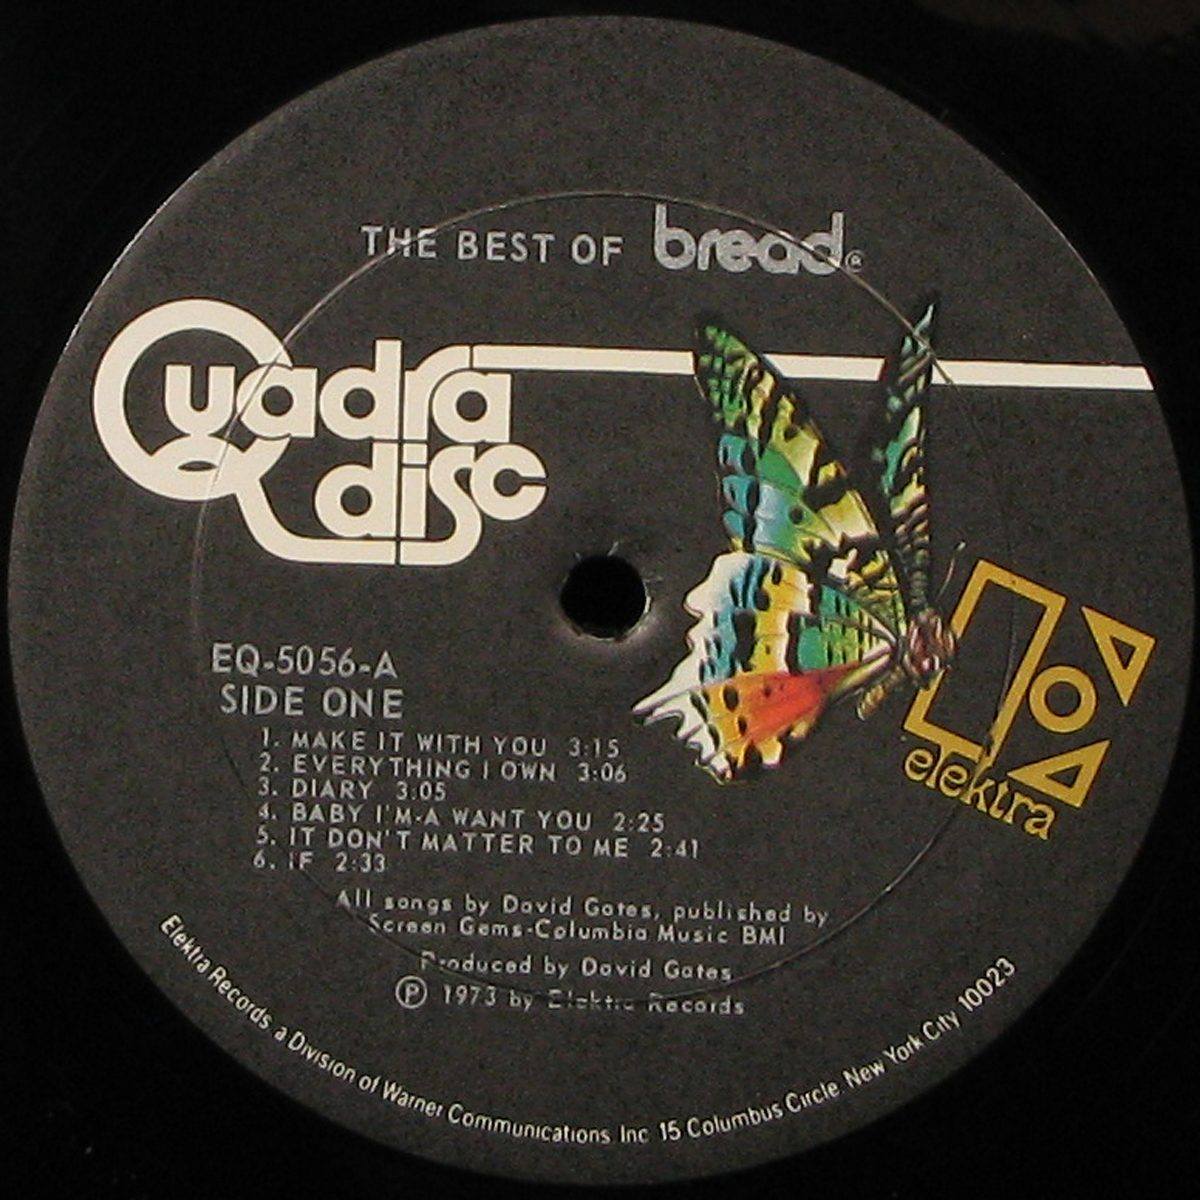 THE BEST OF bread®
Quadra
disc
EQ-5056-A
SIDE ONE
1. MAKE IT WITH YOU 3:15
2. EVERYTHING I OWN 3:06
3. DIARY 3:05
4. BABY I'M-A WANT YOU 2:25
5. IT DON'T MATTER TO ME 2:41
6. IF 2:33
elektra
All songs by David Gates, published by
Screen Gems-Columbia Music BMI
Produced by David Gates
℗ 1973 by Elektra Records
Elektra Records, a Division of Warner Communications Inc 15 Columbus Circle New York City 10023